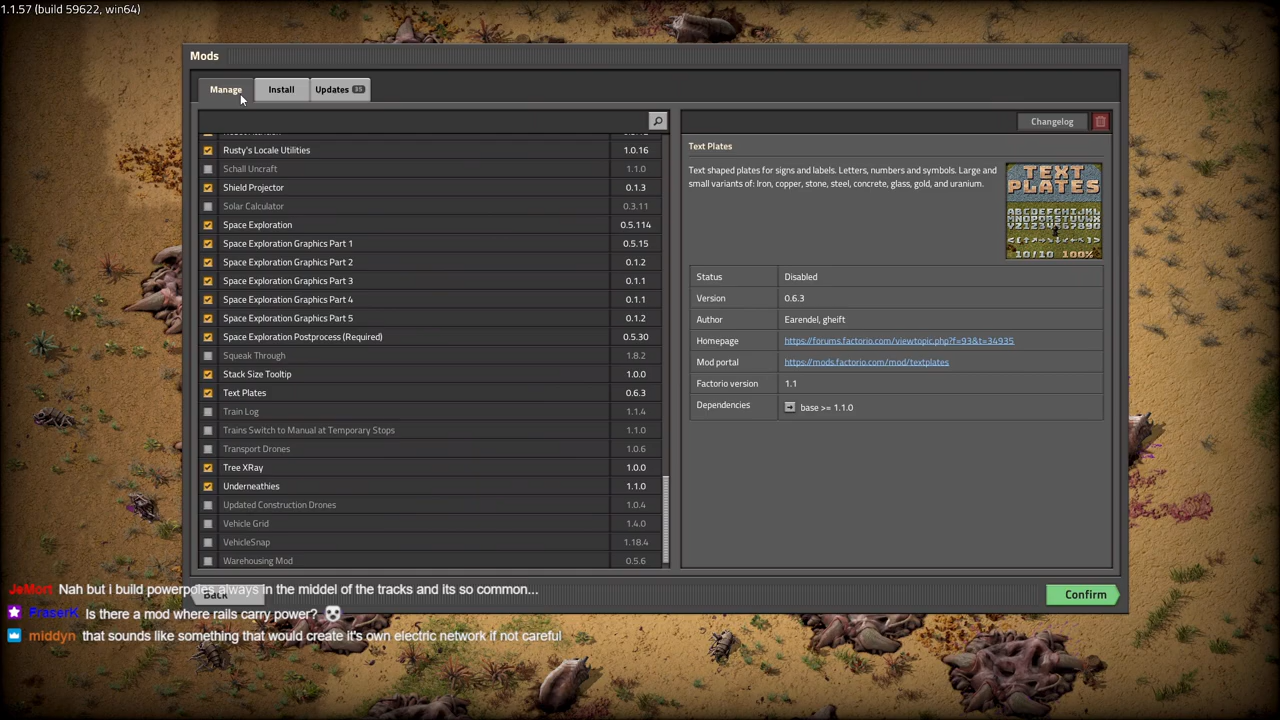 1.1.57 (build 59622, win64)
Mods
Manage Install Updates 35
Changelog
Rusty's Locale Utilities 1.0.16
Schall Uncraft 1.1.0
Shield Projector 0.1.3
Solar Calculator 0.3.11
Space Exploration 0.5.114
Space Exploration Graphics Part 1 0.5.15
Space Exploration Graphics Part 2 0.1.2
Space Exploration Graphics Part 3 0.1.1
Space Exploration Graphics Part 4 0.1.1
Space Exploration Graphics Part 5 0.1.2
Space Exploration Postprocess (Required) 0.5.30
Squeak Through 1.8.2
Stack Size Tooltip 1.0.0
Text Plates 0.6.3
Train Log 1.1.4
Trains Switch to Manual at Temporary Stops 1.1.0
Transport Drones 1.0.6
Tree XRay 1.0.0
Underneathies 1.1.0
Updated Construction Drones 1.0.4
Vehicle Grid 1.4.0
VehicleSnap 1.18.4
Warehousing Mod 0.5.6
Text Plates
Text shaped plates for signs and labels. Letters, numbers and symbols. Large and
small variants of: Iron, copper, stone, steel, concrete, glass, gold, and uranium.
TEXT
PLATES
ABCDEFGHIJKL
MNOPQRSTUVWX
YZ1234567890
10/10 100%
Status Disabled
Version 0.6.3
Author Earendel, gheift
Homepage https://forums.factorio.com/viewtopic.php?f=93&t=34935
Mod portal https://mods.factorio.com/mod/textplates
Factorio version 1.1
Dependencies base >= 1.1.0
Back
Confirm
JeMort Nah but i build powerpoles always in the middel of the tracks and its so common...
FraserK Is there a mod where rails carry power?
middyn that sounds like something that would create it's own electric network if not careful